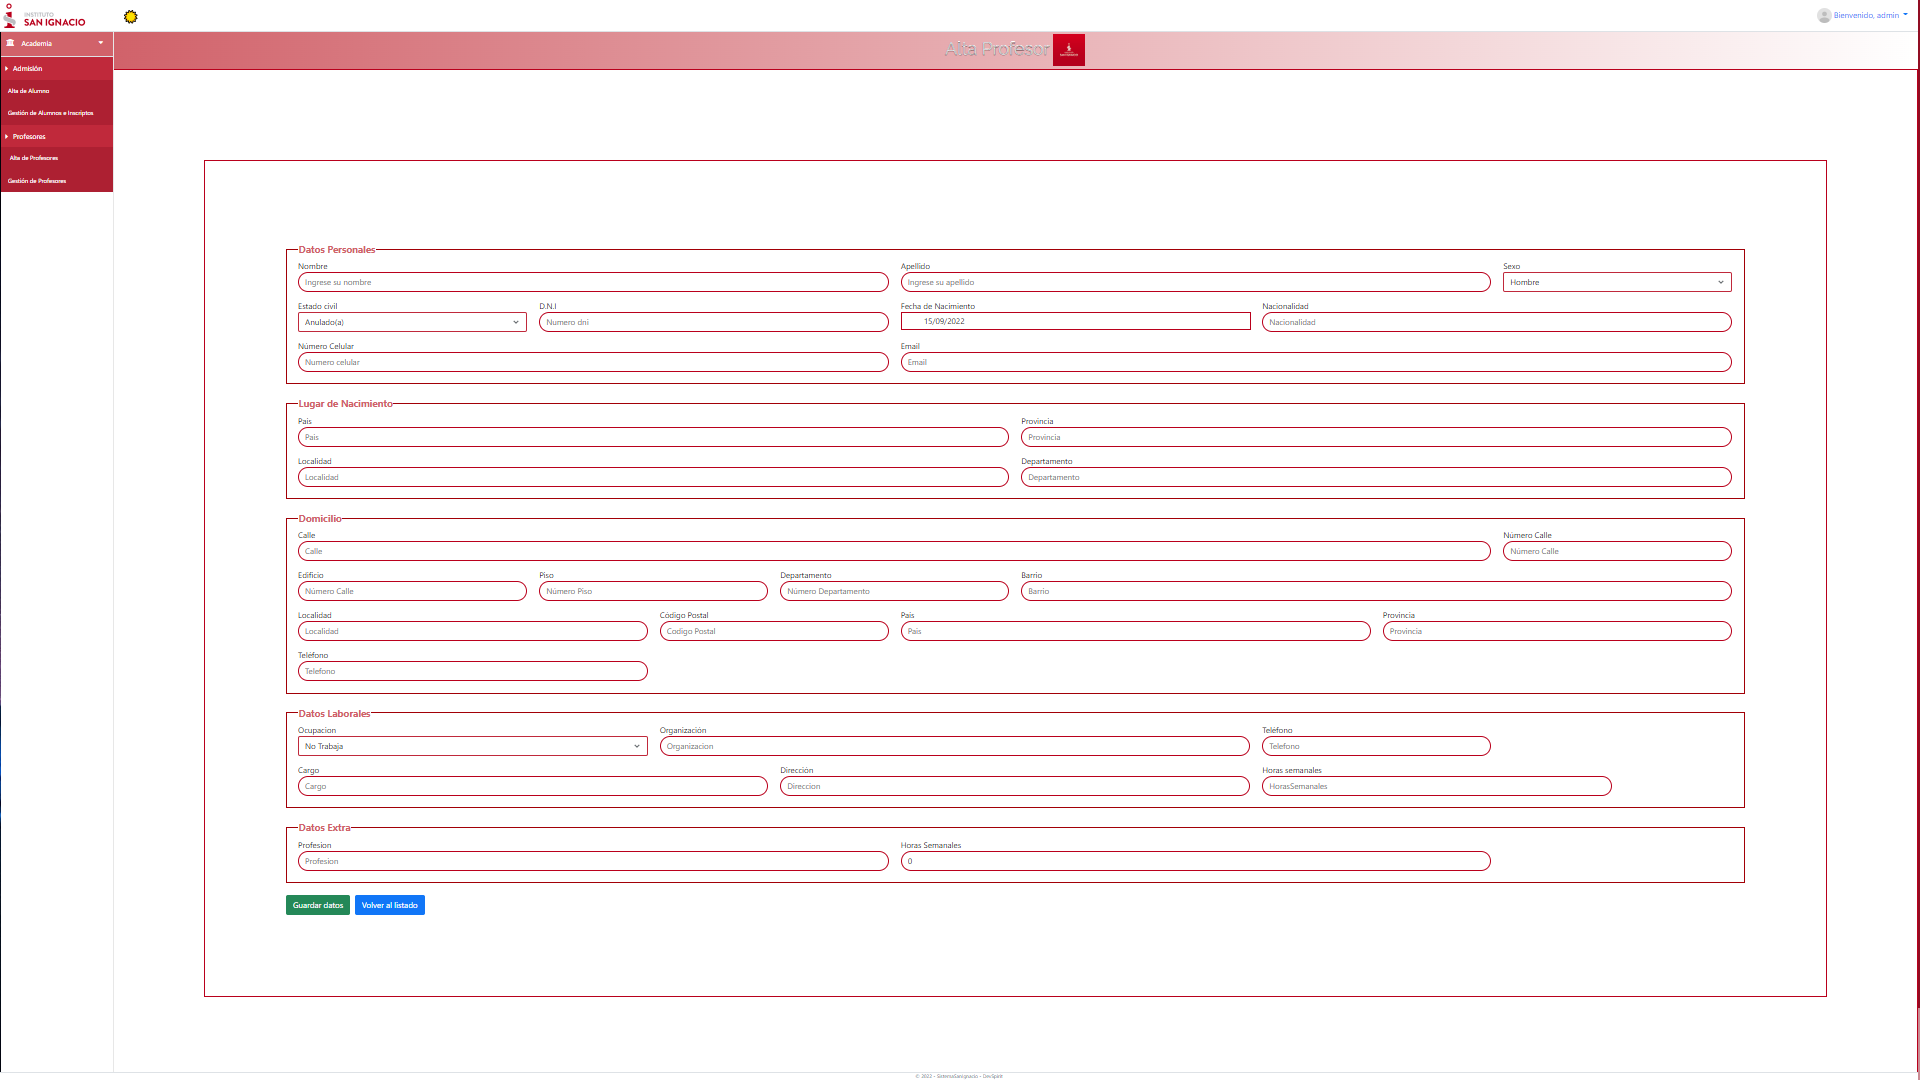 INSTITUTO
SAN IGNACIO
Bienvenido, admin
Academia
Alta Profesor
Admisión
Alta de Alumno
Gestión de Alumnos e Inscriptos
Profesores
Alta de Profesores
Gestión de Profesores
Datos Personales
Nombre Apellido Sexo
Ingrese su nombre Ingrese su apellido Hombre
Estado civil D.N.I Fecha de Nacimiento Nacionalidad
Anulado(a) Numero dni 15/09/2022 Nacionalidad
Número Celular Email
Numero celular Email
Lugar de Nacimiento
Pais Provincia
Pais Provincia
Localidad Departamento
Localidad Departamento
Domicilio
Calle Número Calle
Calle Número Calle
Edificio Piso Departamento Barrio
Número Calle Número Piso Número Departamento Barrio
Localidad Código Postal Pais Provincia
Localidad Codigo Postal Pais Provincia
Teléfono
Telefono
Datos Laborales
Ocupacion Organización Teléfono
No Trabaja Organizacion Telefono
Cargo Dirección Horas semanales
Cargo Direccion HorasSemanales
Datos Extra
Profesion Horas Semanales
Profesion 0
Guardar datos Volver al listado
© 2022 - SistemaSanIgnacio - DevSpirit